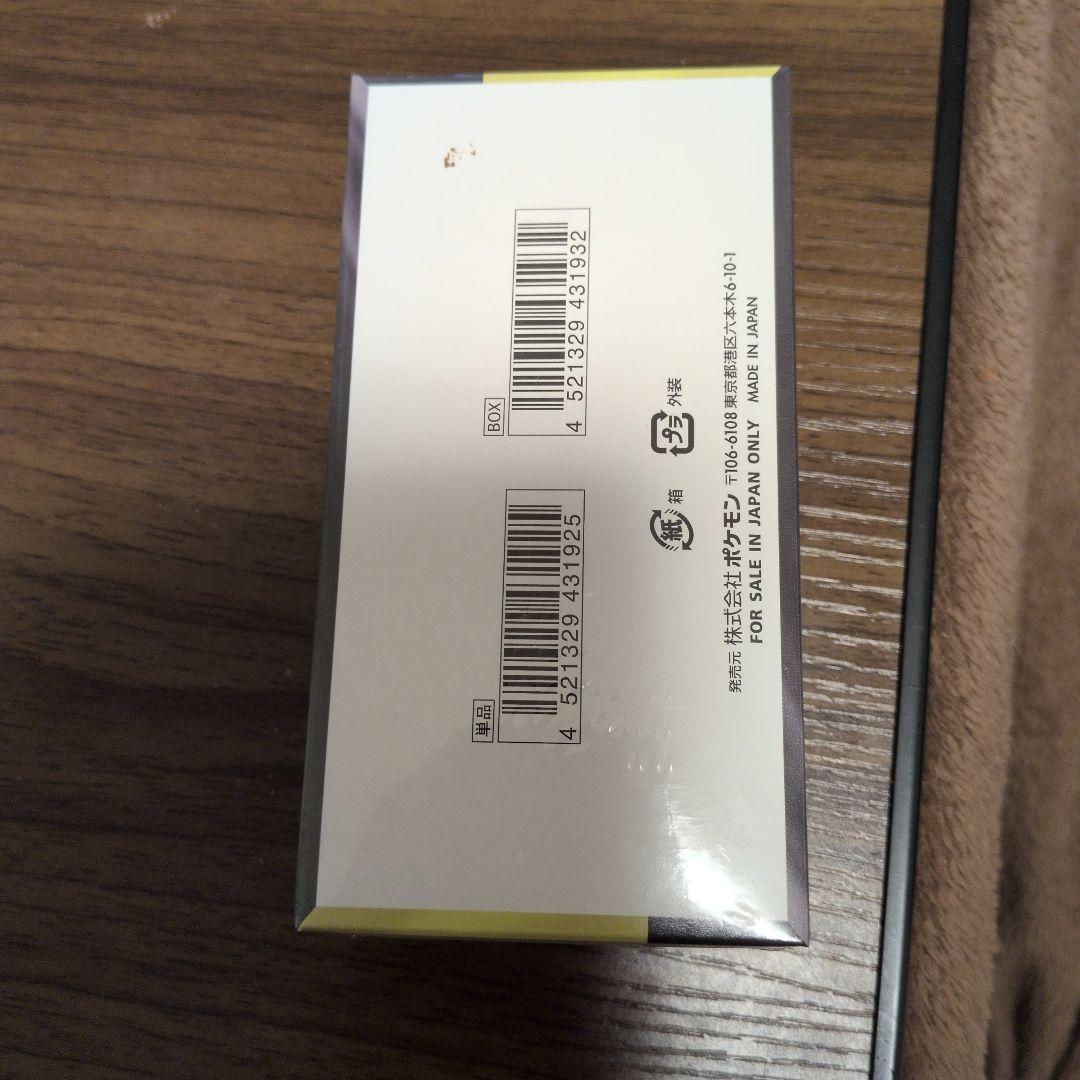 単品
4 521329 431925
BOX
4 521329 431932
紙 箱
プラ 外装
発売元 株式会社ポケモン 〒106-6108 東京都港区六本木6-10-1
FOR SALE IN JAPAN ONLY MADE IN JAPAN